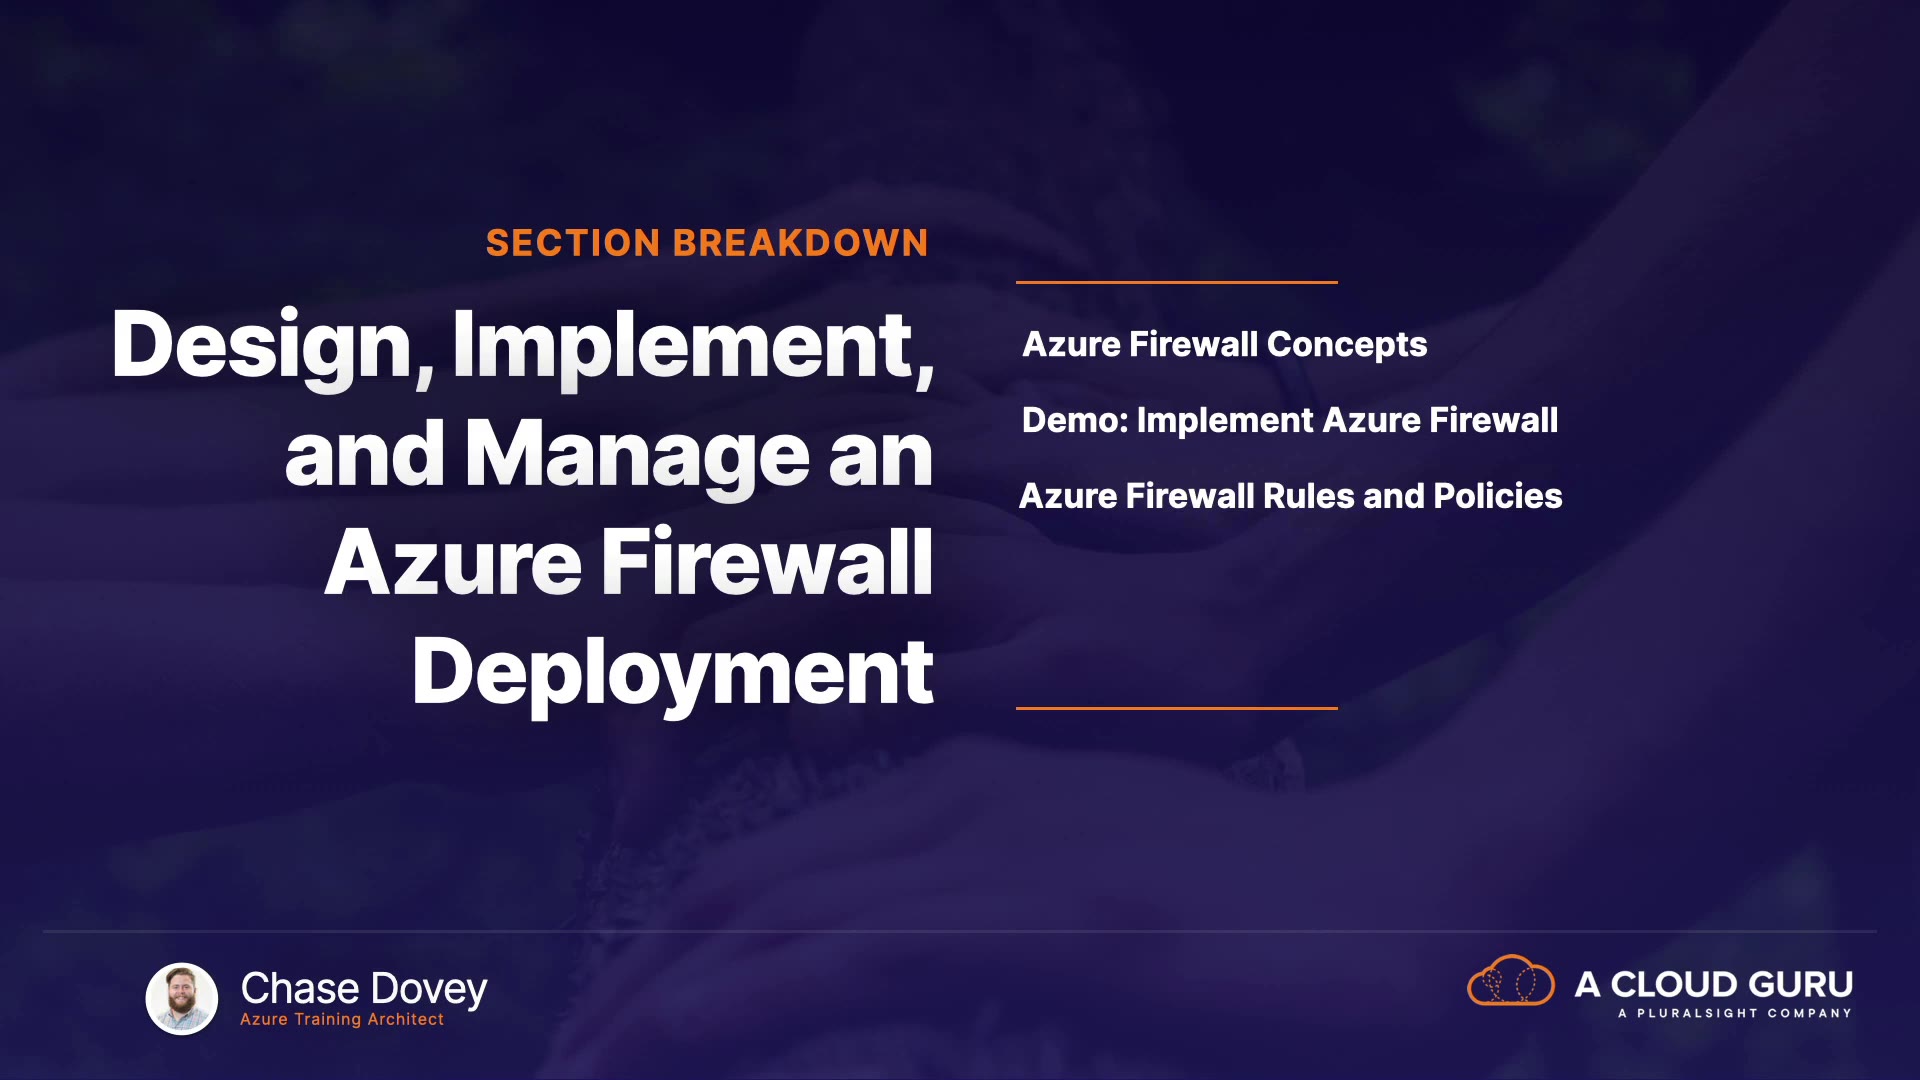 SECTION BREAKDOWN
Design, Implement,
and Manage an
Azure Firewall
Deployment
Azure Firewall Concepts
Demo: Implement Azure Firewall
Azure Firewall Rules and Policies
Chase Dovey
Azure Training Architect
A CLOUD GURU
A PLURALSIGHT COMPANY